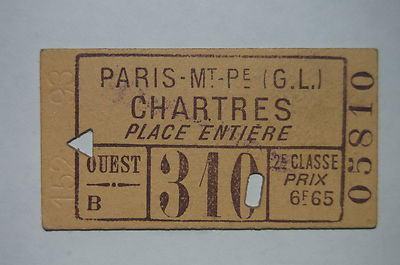 PARIS-MT-PE (G.L.)
CHARTRES
PLACE ENTIÈRE
OUEST
B
310
2E CLASSE
PRIX
6F65
05810